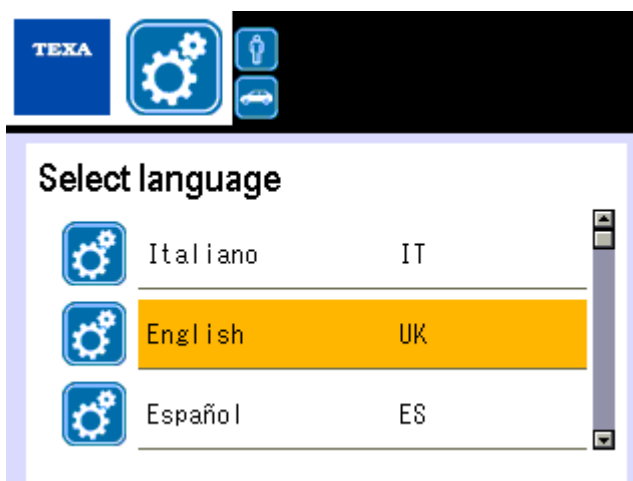 TEXA
Select language
Italiano IT
English UK
Español ES